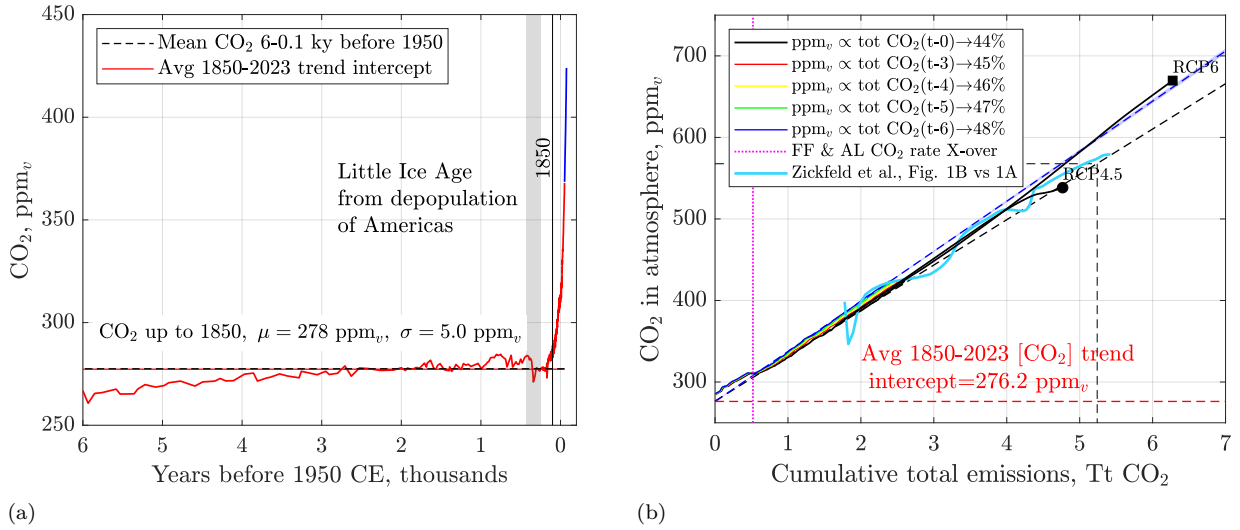 450
400
350
300
250
CO₂, ppmᵥ
Mean CO₂ 6-0.1 ky before 1950
Avg 1850-2023 trend intercept
1850
Little Ice Age
from depopulation
of Americas
CO₂ up to 1850, μ = 278 ppmᵥ, σ = 5.0 ppmᵥ
6 5 4 3 2 1 0
Years before 1950 CE, thousands
(a)
700
600
500
400
300
CO₂ in atmosphere, ppmᵥ
ppmᵥ ∝ tot CO₂(t-0)→44%
ppmᵥ ∝ tot CO₂(t-3)→45%
ppmᵥ ∝ tot CO₂(t-4)→46%
ppmᵥ ∝ tot CO₂(t-5)→47%
ppmᵥ ∝ tot CO₂(t-6)→48%
FF & AL CO₂ rate X-over
Zickfeld et al., Fig. 1B vs 1A
RCP6
RCP4.5
Avg 1850-2023 [CO₂] trend
intercept=276.2 ppmᵥ
0 1 2 3 4 5 6 7
Cumulative total emissions, Tt CO₂
(b)